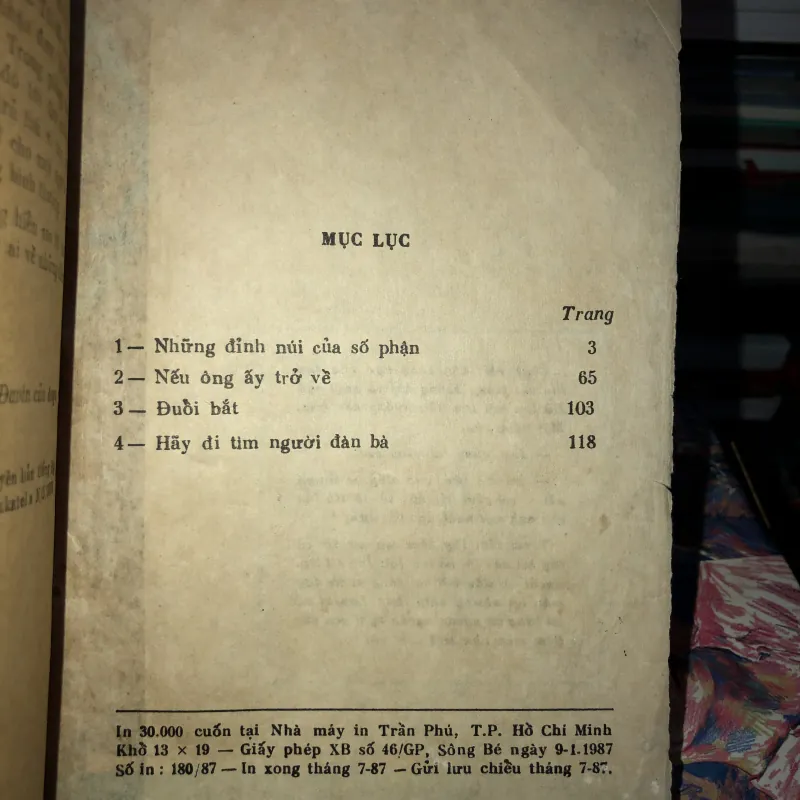 MỤC LỤC
Trang
1 — Những đỉnh núi của số phận 3
2 — Nếu ông ấy trở về 65
3 — Đuổi bắt 103
4 — Hãy đi tìm người đàn bà 118
In 30.000 cuốn tại Nhà máy in Trần Phú, T.P. Hồ Chí Minh
Khổ 13 × 19 — Giấy phép XB số 46/GP, Sông Bé ngày 9-1.1987
Số in : 180/87 — In xong tháng 7-87 — Gửi lưu chiều tháng 7-87.